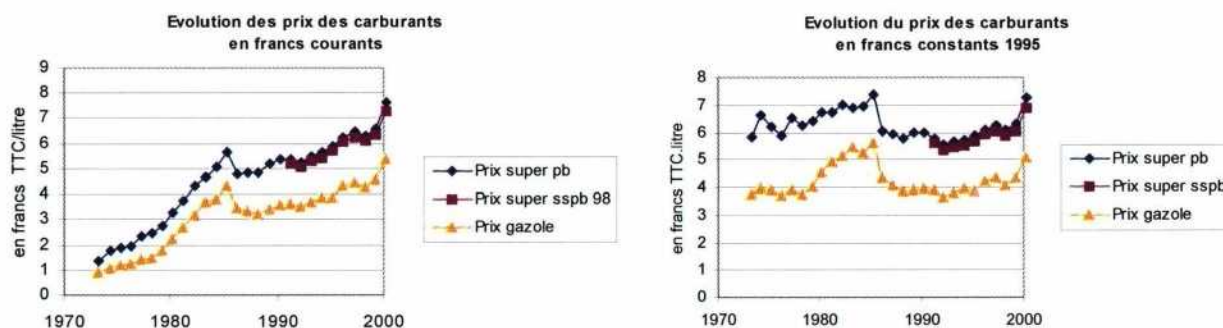 Evolution des prix des carburants
en francs courants
en francs TTC/litre
9
8
7
6
5
4
3
2
1
0
1970
1980
1990
2000
Prix super pb
Prix super sspb 98
Prix gazole
Evolution du prix des carburants
en francs constants 1995
en francs TTC.litre
8
7
6
5
4
3
2
1
0
1970
1980
1990
2000
Prix super pb
Prix super sspb
Prix gazole